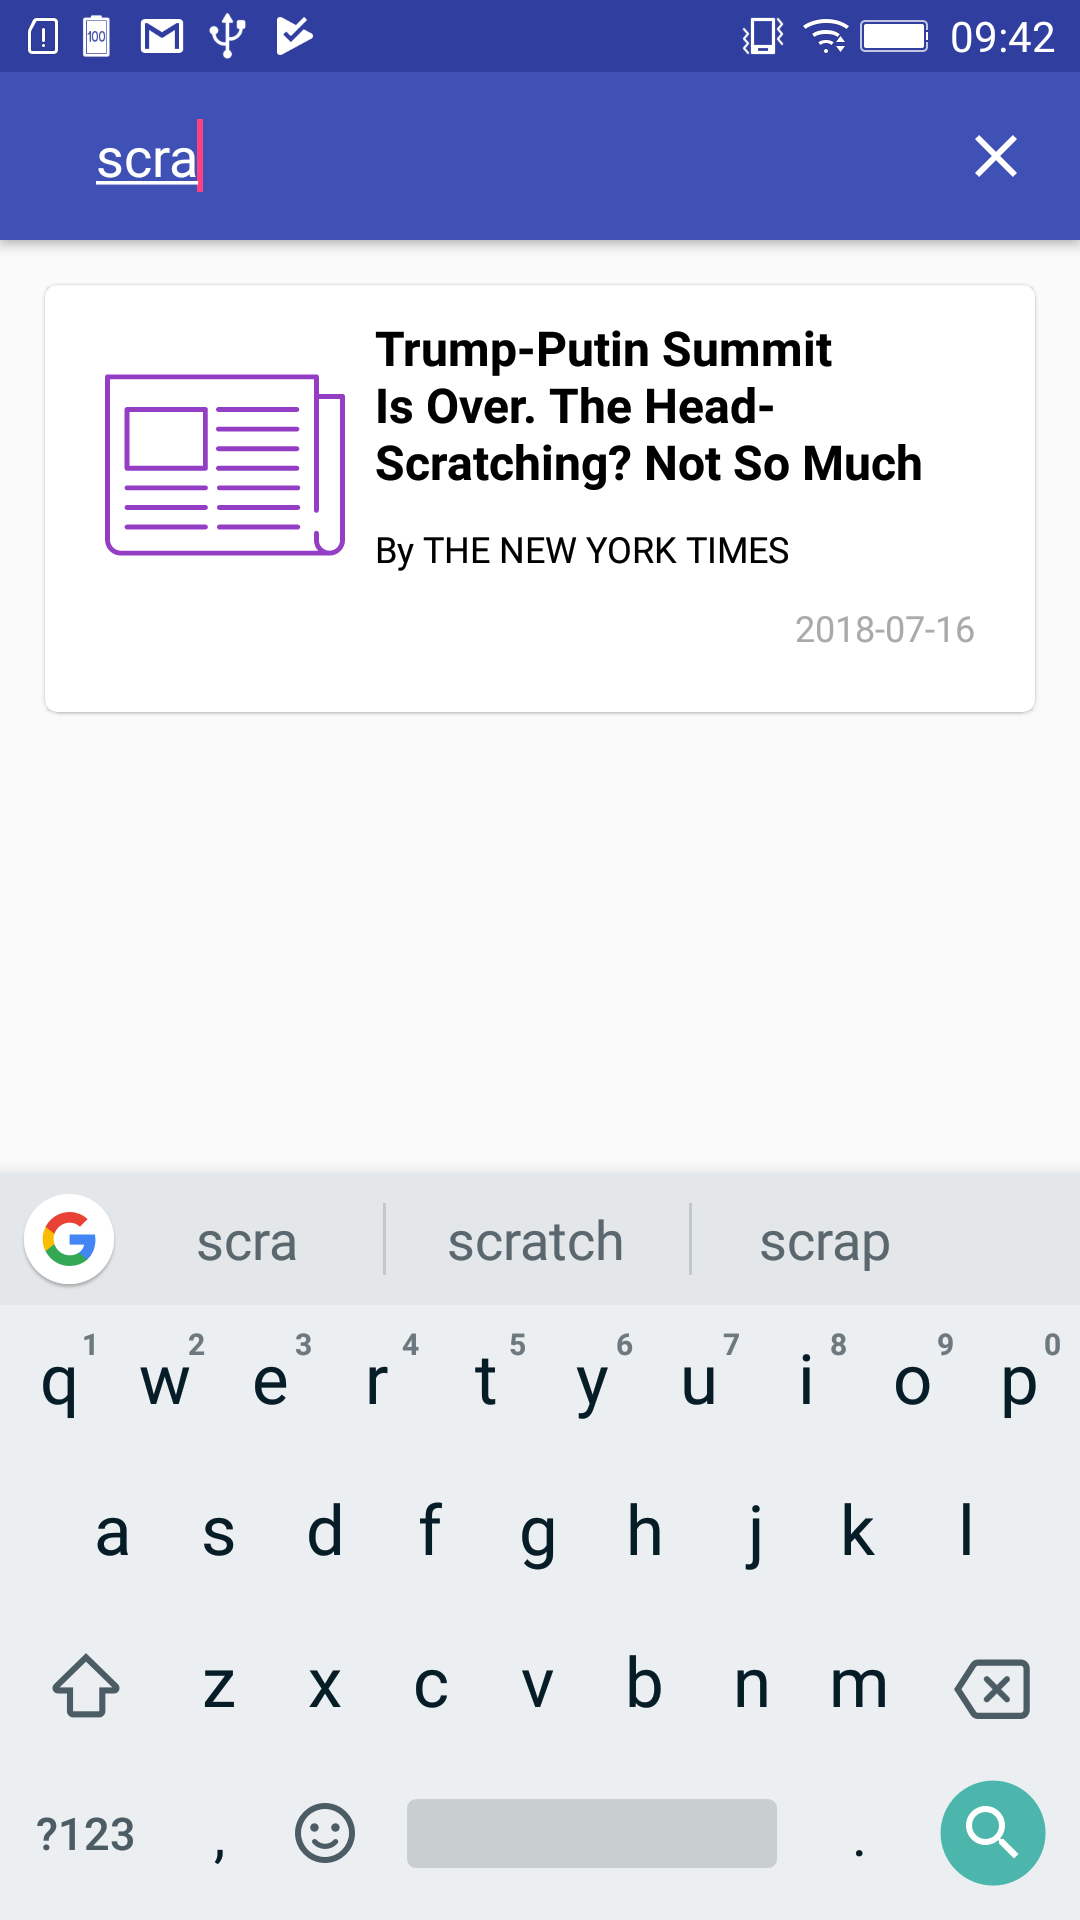 100 09:42
scra
Trump-Putin Summit
Is Over. The Head-
Scratching? Not So Much
By THE NEW YORK TIMES
2018-07-16
scra scratch scrap
1 2 3 4 5 6 7 8 9 0
q w e r t y u i o p
a s d f g h j k l
z x c v b n m
?123 , .